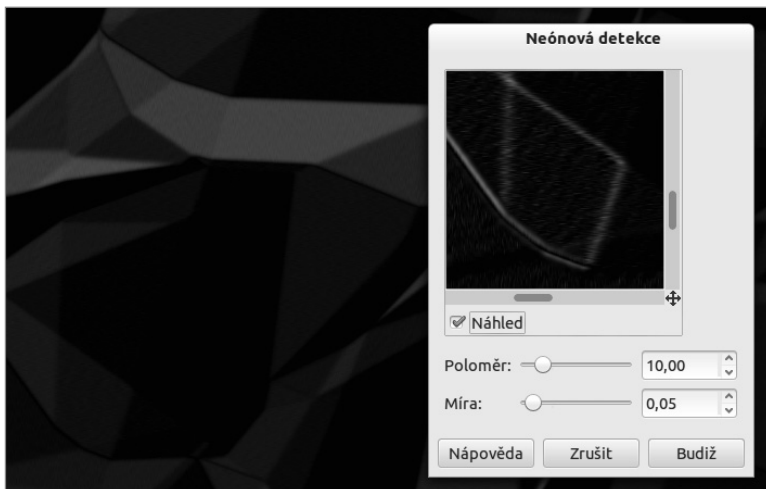 Neónová detekce
Náhled
Poloměr: 10,00
Míra: 0,05
Nápověda Zrušit Budiž